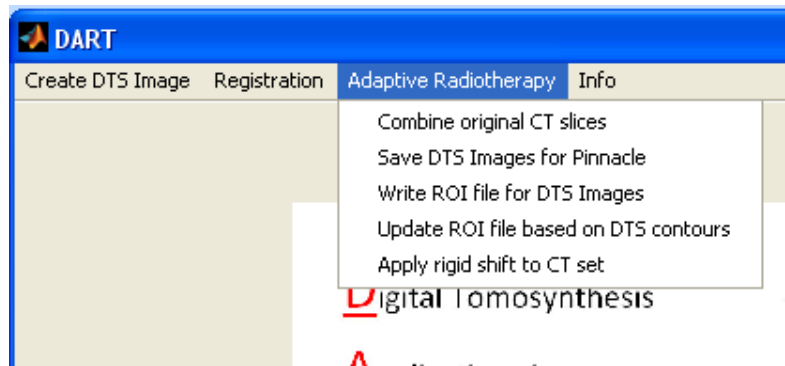 DART
Create DTS Image Registration Adaptive Radiotherapy Info
Combine original CT slices
Save DTS Images for Pinnacle
Write ROI file for DTS Images
Update ROI file based on DTS contours
Apply rigid shift to CT set
Digital Tomosynthesis